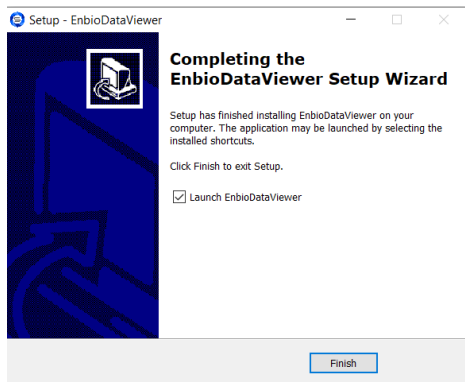 Setup - EnbioDataViewer
Completing the
EnbioDataViewer Setup Wizard
Setup has finished installing EnbioDataViewer on your
computer. The application may be launched by selecting the
installed shortcuts.
Click Finish to exit Setup.
Launch EnbioDataViewer
Finish